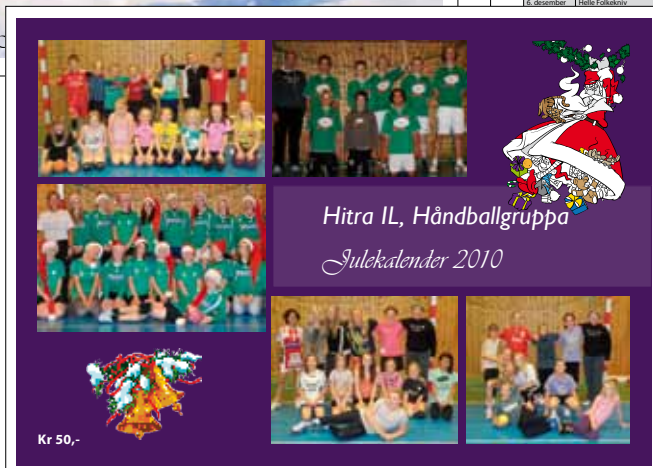 6. desember Helle Folkekniv
Hitra IL, Håndballgruppa
Julekalender 2010
Kr 50,-